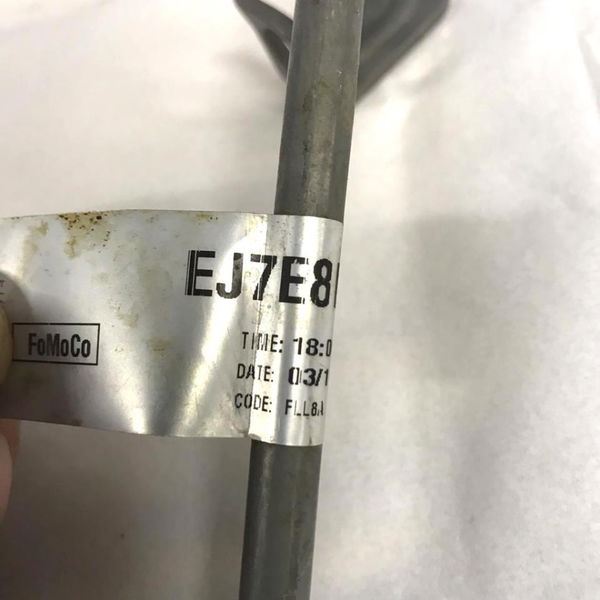 EJ7E8
FoMoCo
TIME: 18:0
DATE: 03/1
CODE: FLL8A